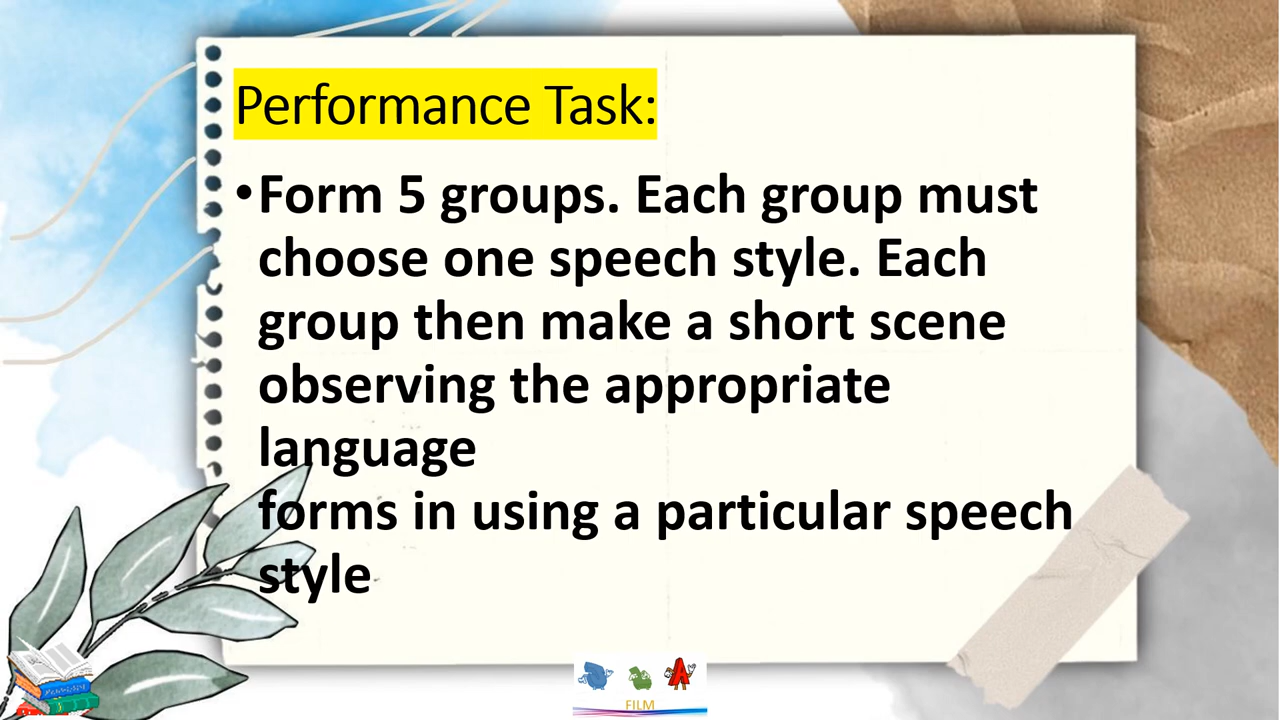 Performance Task:
•Form 5 groups. Each group must
choose one speech style. Each
group then make a short scene
observing the appropriate
language
forms in using a particular speech
style
FILM